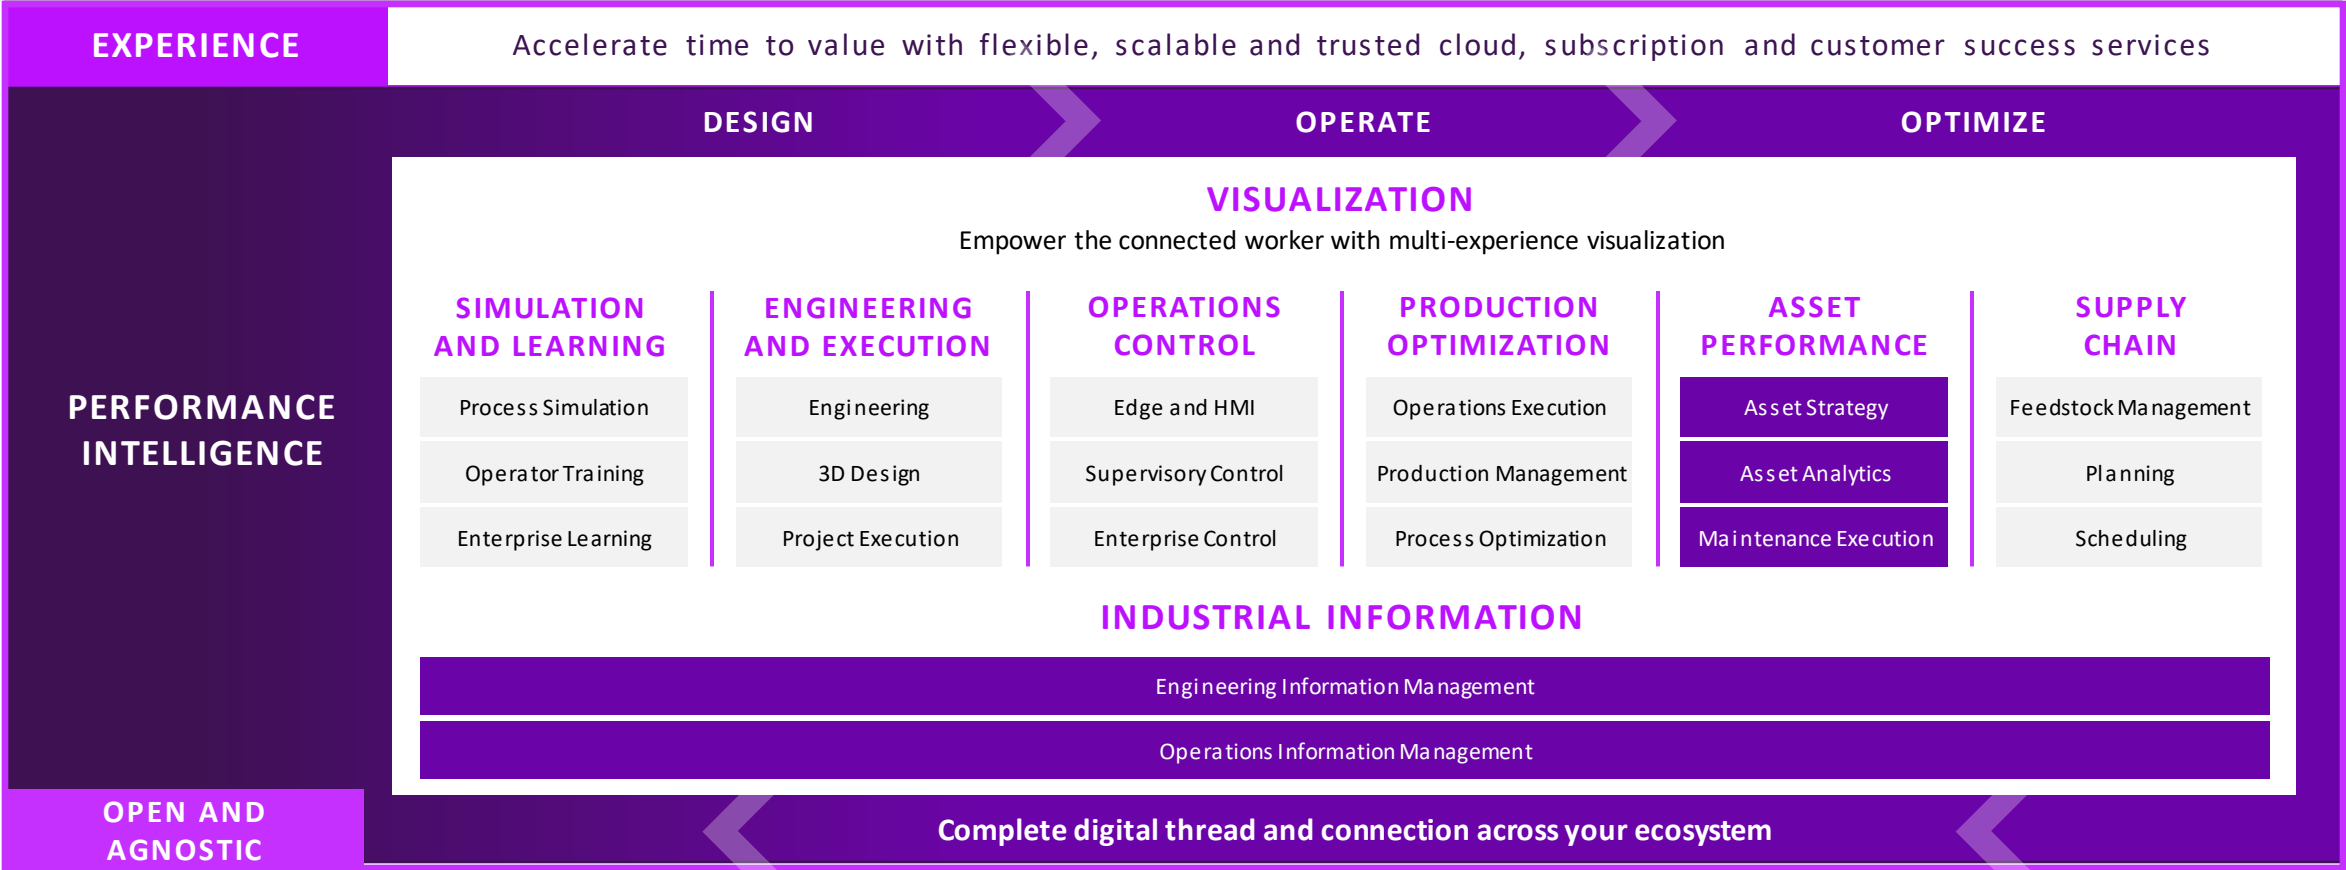 EXPERIENCE
Accelerate time to value with flexible, scalable and trusted cloud, subscription and customer success services
DESIGN
OPERATE
OPTIMIZE
PERFORMANCE
INTELLIGENCE
VISUALIZATION
Empower the connected worker with multi-experience visualization
SIMULATION
AND LEARNING
Process Simulation
Operator Training
Enterprise Learning
ENGINEERING
AND EXECUTION
Engineering
3D Design
Project Execution
OPERATIONS
CONTROL
Edge and HMI
Supervisory Control
Enterprise Control
PRODUCTION
OPTIMIZATION
Operations Execution
Production Management
Process Optimization
ASSET
PERFORMANCE
Asset Strategy
Asset Analytics
Maintenance Execution
SUPPLY
CHAIN
Feedstock Management
Planning
Scheduling
INDUSTRIAL INFORMATION
Engineering Information Management
Operations Information Management
OPEN AND
AGNOSTIC
Complete digital thread and connection across your ecosystem